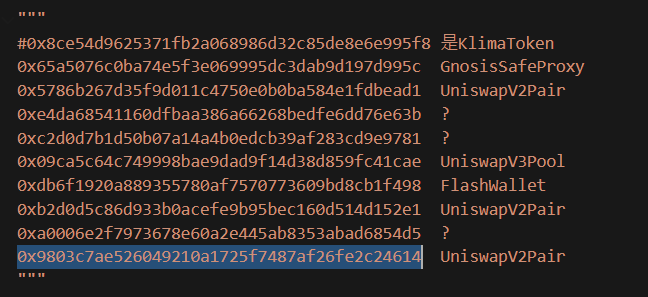 """
#0x8ce54d9625371fb2a068986d32c85de8e6e995f8 是KlimaToken
0x65a5076c0ba74e5f3e069995dc3dab9d197d995c GnosisSafeProxy
0x5786b267d35f9d011c4750e0b0ba584e1fdbead1 UniswapV2Pair
0xe4da68541160dfbaa386a66268bedfe6dd76e63b ?
0xc2d0d7b1d50b07a14a4b0edcb39af283cd9e9781 ?
0x09ca5c64c749998bae9dad9f14d38d859fc41cae UniswapV3Pool
0xdb6f1920a889355780af7570773609bd8cb1f498 FlashWallet
0xb2d0d5c86d933b0acefe9b95bec160d514d152e1 UniswapV2Pair
0xa0006e2f7973678e60a2e445ab8353abad6854d5 ?
0x9803c7ae526049210a1725f7487af26fe2c24614 UniswapV2Pair
"""